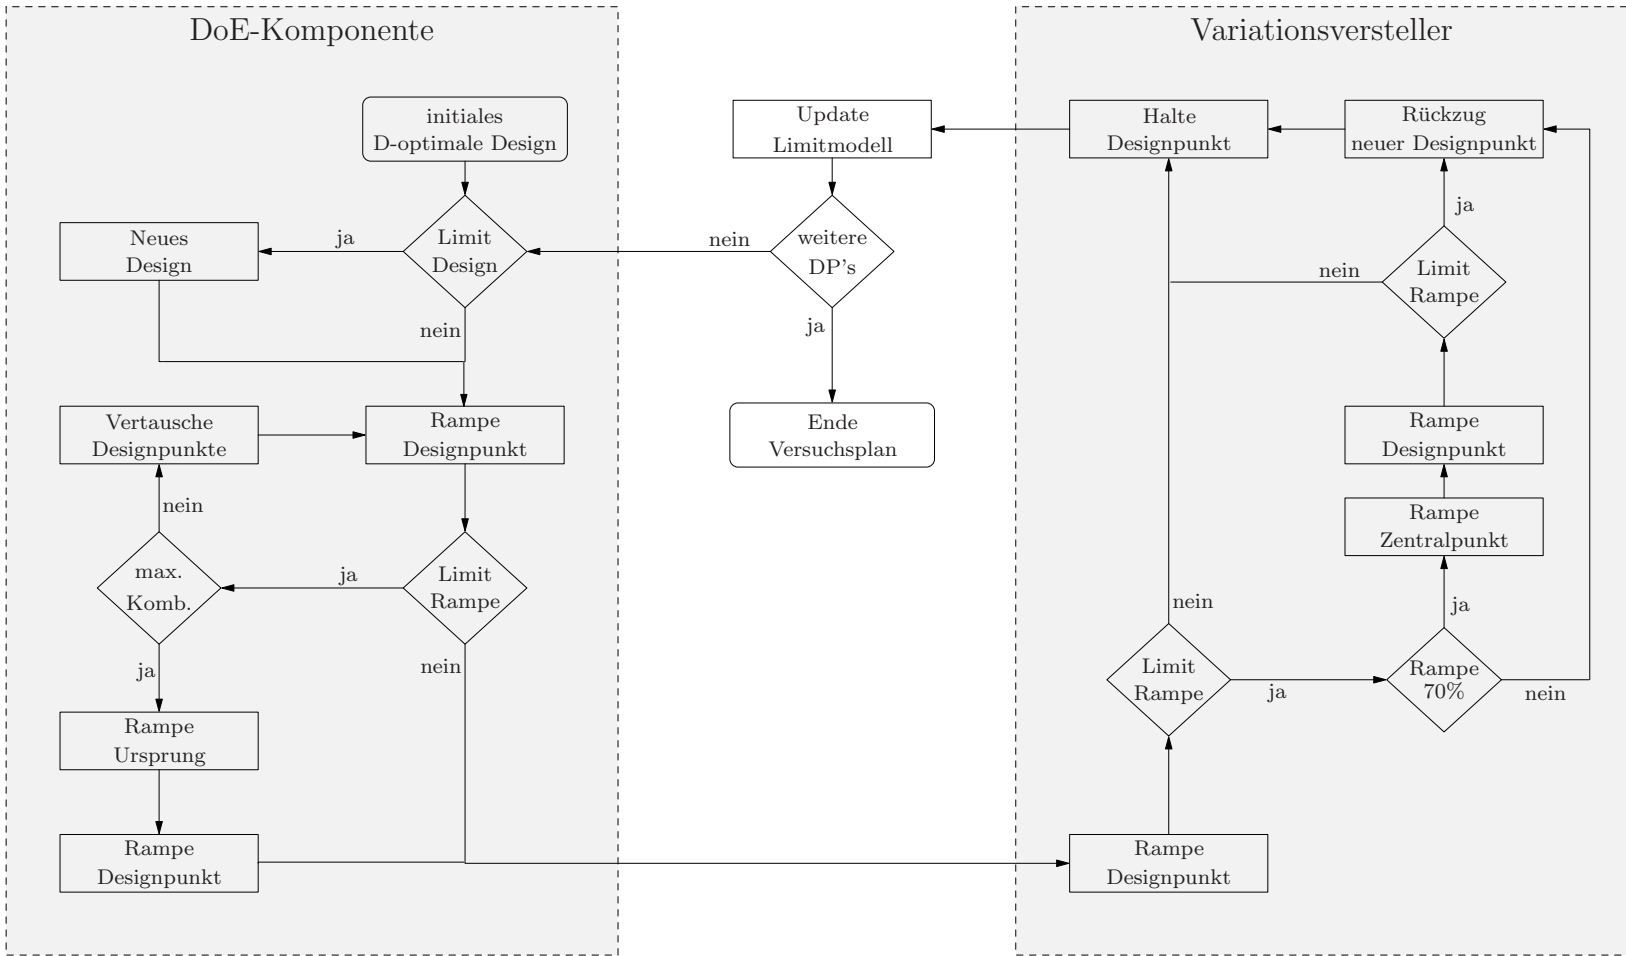 DoE-Komponente
initiales
D-optimale Design
Limit
Design
ja
Neues
Design
nein
Vertausche
Designpunkte
Rampe
Designpunkt
nein
max.
Komb.
ja
Limit
Rampe
ja
nein
Rampe
Ursprung
Rampe
Designpunkt
Update
Limitmodell
nein
weitere
DP's
ja
Ende
Versuchsplan
Variationsversteller
Halte
Designpunkt
Rückzug
neuer Designpunkt
ja
nein
Limit
Rampe
Rampe
Designpunkt
Rampe
Zentralpunkt
nein
ja
Limit
Rampe
ja
Rampe
70%
nein
Rampe
Designpunkt